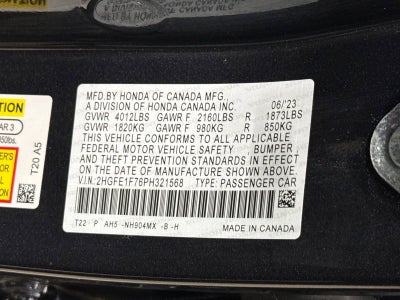 MFD.BY HONDA OF CANADA MFG. 06/'23
A DIVISION OF HONDA CANADA INC.
GVWR 4012LBS GAWR F 2160LBS R 1873LBS
GVWR 1820KG GAWR F 980KG R 850KG
THIS VEHICLE CONFORMS TO ALL APPLICABLE
FEDERAL MOTOR VEHICLE SAFETY , BUMPER ,
AND THEFT PREVENTION STANDARDS IN EFFECT
ON THE DATE OF MANUFACTURE SHOWN ABOVE.
V.I.N:2HGFE1F76PH321568 TYPE: PASSENGER CAR
T22 P AH5 -NH904MX -B -H MADE IN CANADA
TION
AR 3
T20 A5